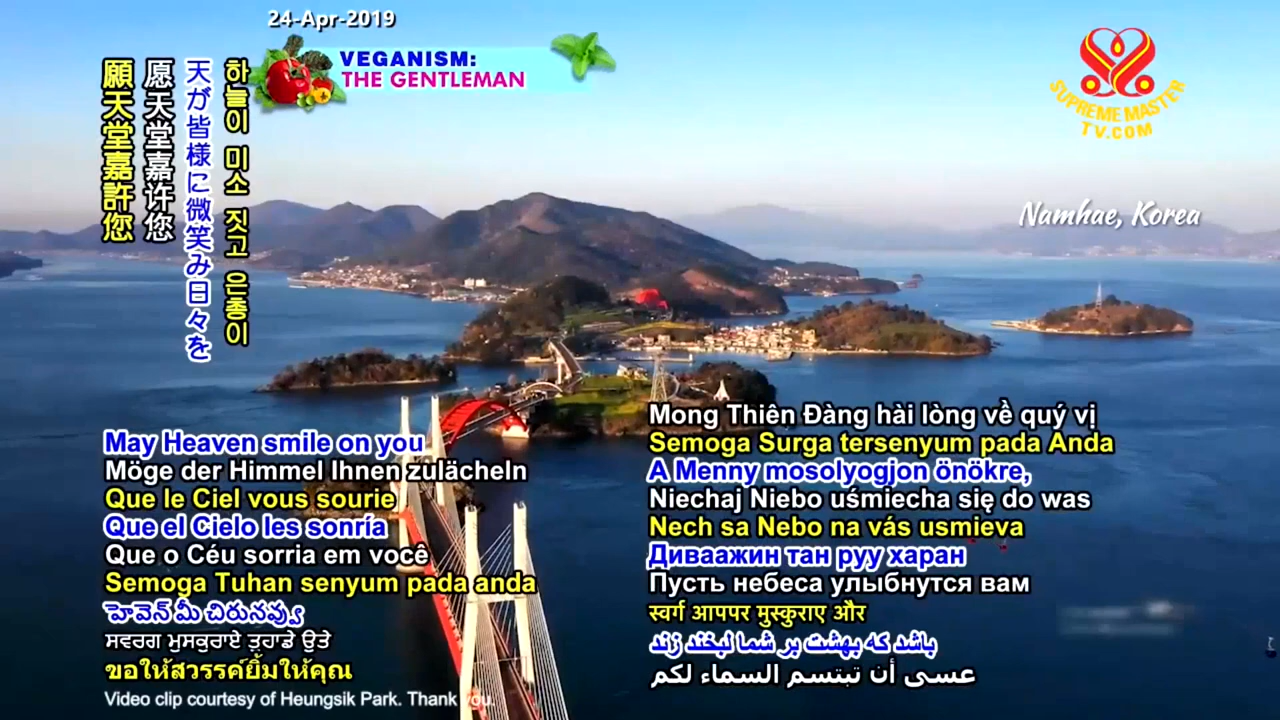 24-Apr-2019
VEGANISM:
THE GENTLEMAN
SUPREME MASTER
TV.COM
Namhae, Korea
하늘이 미소 짓고 은총이
天が皆様に微笑み日々を
愿天堂嘉许您
願天堂嘉許您
May Heaven smile on you
Möge der Himmel Ihnen zulächeln
Que le Ciel vous sourie
Que el Cielo les sonría
Que o Céu sorria em você
Semoga Tuhan senyum pada anda
హెవెన్ మీ చిరునవ్వు
ਸਵਰਗ ਮੁਸਕੁਰਾਏ ਤੁਹਾਡੇ ਉਤੇ
ขอให้สวรรค์ยิ้มให้คุณ
Video clip courtesy of Heungsik Park. Thank you.
Mong Thiên Đàng hài lòng về quý vị
Semoga Surga tersenyum pada Anda
A Menny mosolyogjon önökre,
Niechaj Niebo uśmiecha się do was
Nech sa Nebo na vás usmieva
Диваажин тан руу харан
Пусть небеса улыбнутся вам
स्वर्ग आपपर मुस्कुराए और
باشد که بهشت بر شما لبخند زند
عسى أن تبتسم السماء لكم